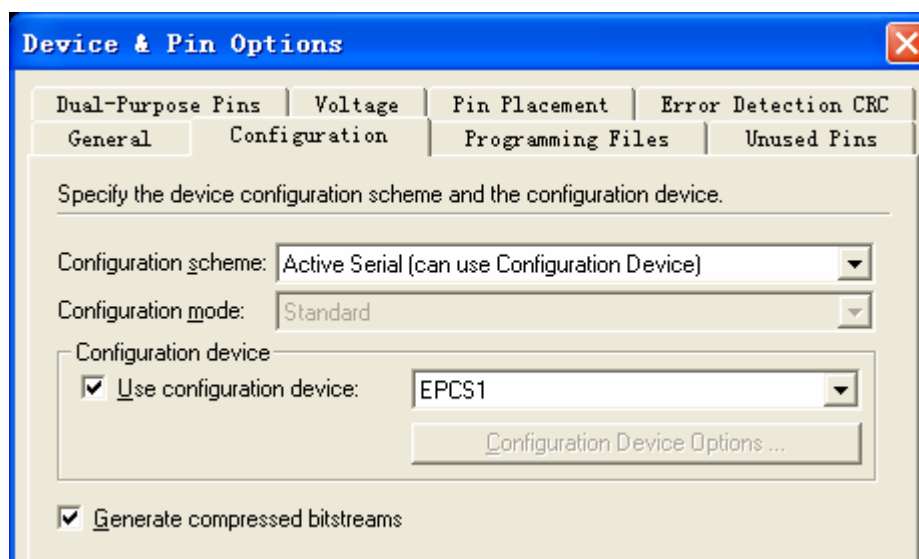 Device & Pin Options
Dual-Purpose Pins Voltage Pin Placement Error Detection CRC
General Configuration Programming Files Unused Pins
Specify the device configuration scheme and the configuration device.
Configuration scheme: Active Serial (can use Configuration Device)
Configuration mode: Standard
Configuration device
Use configuration device: EPCS1
Configuration Device Options ...
Generate compressed bitstreams